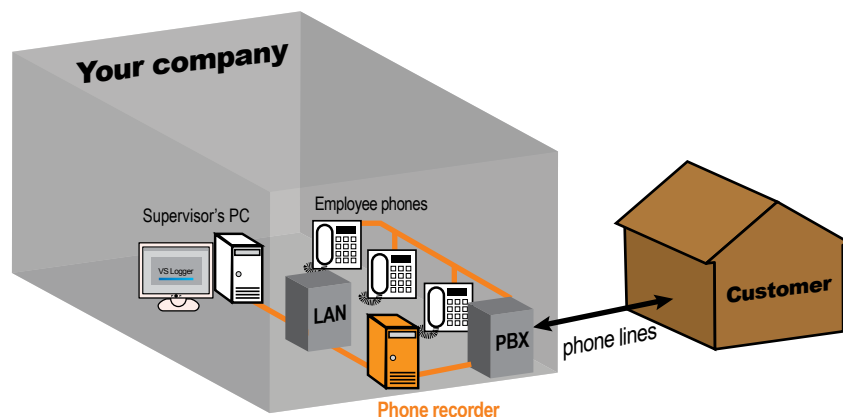 Your company
Supervisor's PC
Employee phones
VS Logger
LAN
PBX
Customer
phone lines
Phone recorder